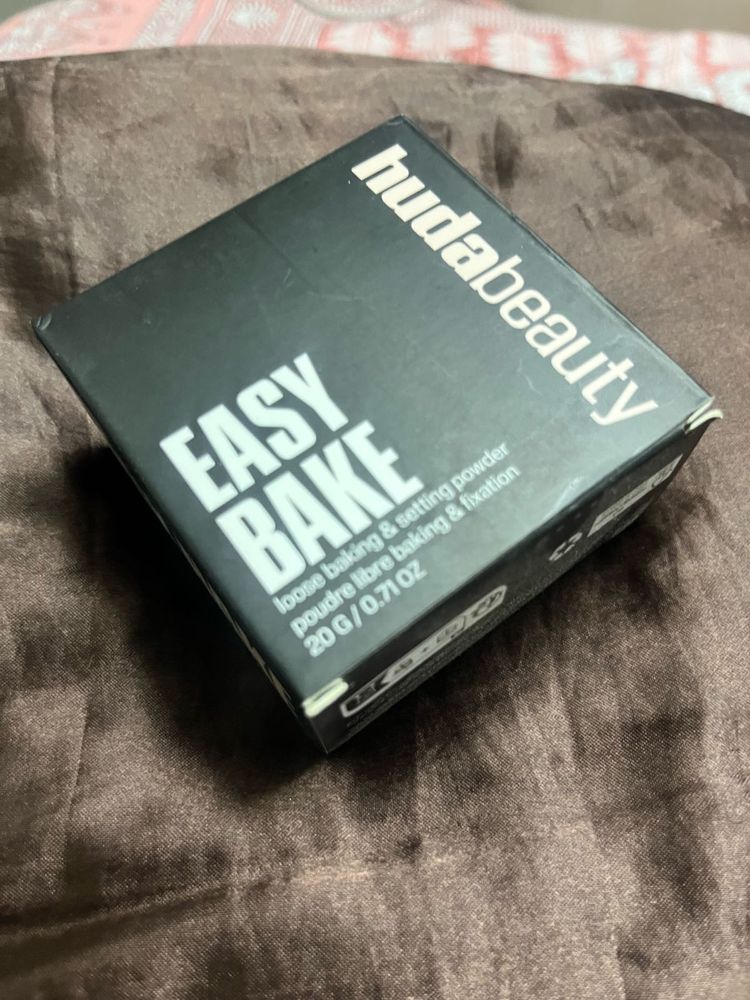 hudabeauty
EASY
BAKE
loose baking & setting powder
poudre libre baking & fixation
20 G / 0.71 OZ